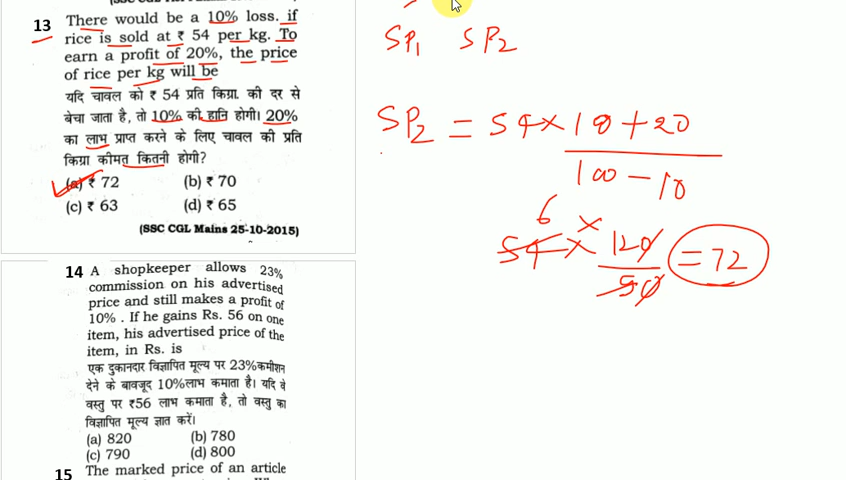 13 There would be a 10% loss. if
rice is sold at ₹ 54 per kg. To
earn a profit of 20%, the price
of rice per kg will be
यदि चावल को ₹ 54 प्रति किग्रा. की दर से
बेचा जाता है, तो 10% की हानि होगी। 20%
का लाभ प्राप्त करने के लिए चावल की प्रति
किग्रा कीमत कितनी होगी?
(a) ₹ 72 (b) ₹ 70
(c) ₹ 63 (d) ₹ 65
(SSC CGL Mains 25-10-2015)
14 A shopkeeper allows 23%
commission on his advertised
price and still makes a profit of
10% . If he gains Rs. 56 on one
item, his advertised price of the
item, in Rs. is
एक दुकानदार विज्ञापित मूल्य पर 23%कमीशन
देने के बावजूद 10%लाभ कमाता है। यदि वे
वस्तु पर ₹56 लाभ कमाता है, तो वस्तु का
विज्ञापित मूल्य ज्ञात करें।
(a) 820 (b) 780
(c) 790 (d) 800
15 The marked price of an article
SP1 SP2
SP2 = 54 × 100 + 20
100 - 10
6 ×
54 × 120 = 72
90